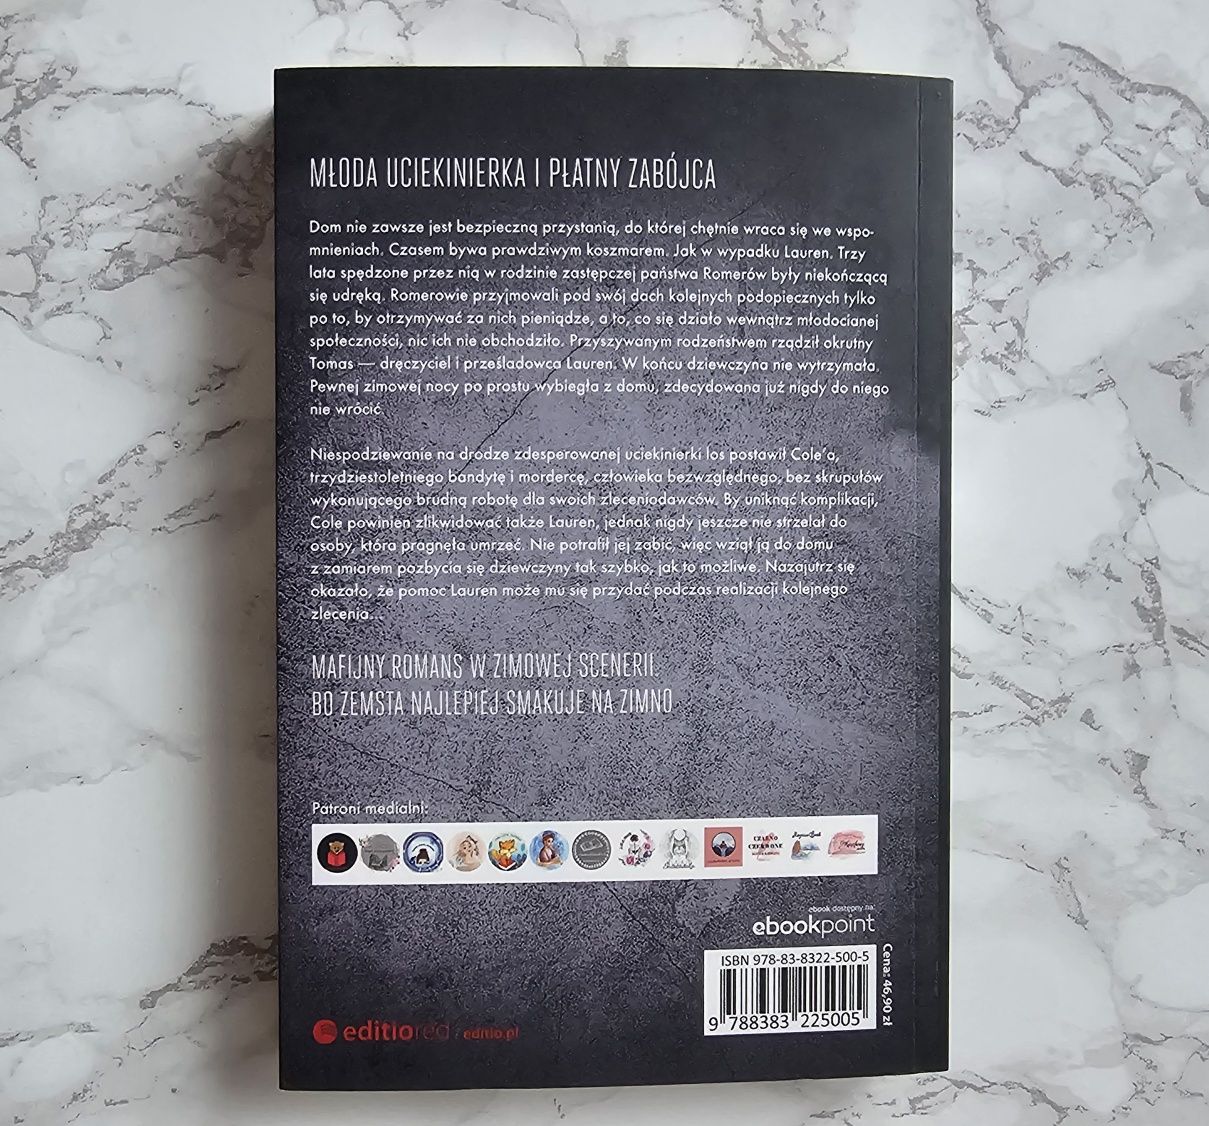 MŁODA UCIEKINIERKA I PŁATNY ZABÓJCA
Dom nie zawsze jest bezpieczną przystanią, do której chętnie wraca się we wspo-
mnieniach. Czasem bywa prawdziwym koszmarem. Jak w wypadku Lauren. Trzy
lata spędzone przez nią w rodzinie zastępczej państwa Romerów były niekończącą
się udręką. Romerowie przyjmowali pod swój dach kolejnych podopiecznych tylko
po to, by otrzymywać za nich pieniądze, a to, co się działo wewnątrz młodocianej
społeczności, nic ich nie obchodziło. Przyszywanym rodzeństwem rządził okrutny
Tomas — dręczyciel i prześladowca Lauren. W końcu dziewczyna nie wytrzymała.
Pewnej zimowej nocy po prostu wybiegła z domu, zdecydowana już nigdy do niego
nie wrócić.
Niespodziewanie na drodze zdesperowanej uciekinierki los postawił Cole'a,
trzydziestoletniego bandytę i mordercę, człowieka bezwzględnego, bez skrupułów
wykonującego brudną robotę dla swoich zleceniodawców. By uniknąć komplikacji,
Cole powinien zlikwidować także Lauren, jednak nigdy jeszcze nie strzelał do
osoby, która pragnęła umrzeć. Nie potrafił jej zabić, więc wziął ją do domu
z zamiarem pozbycia się dziewczyny tak szybko, jak to możliwe. Nazajutrz się
okazało, że pomoc Lauren może mu się przydać podczas realizacji kolejnego
zlecenia...
MAFIJNY ROMANS W ZIMOWEJ SCENERII.
BO ZEMSTA NAJLEPIEJ SMAKUJE NA ZIMNO
Patroni medialni:
CZARNO
CZERWONE
ebook dostępny na:
ebookpoint
ISBN 978-83-8322-500-5
9 788383 225005
Cena: 46,90 zł
editiored / editio.pl